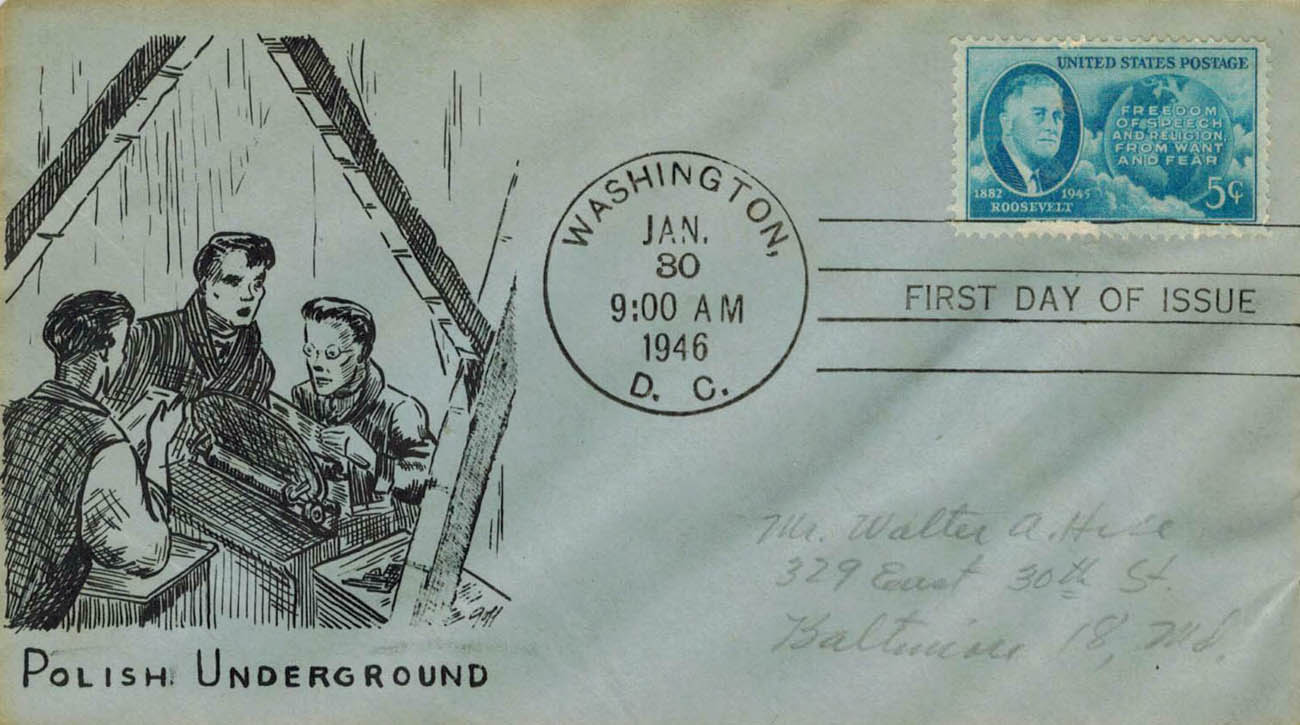 UNITED STATES POSTAGE
FREEDOM
OF SPEECH
AND RELIGION,
FROM WANT
AND FEAR
1882 1945
ROOSEVELT
5¢
WASHINGTON,
JAN.
30
9:00 AM
1946
D. C.
FIRST DAY OF ISSUE
Mr. Walter A.
329 East 30th St.
Baltimore 18, Md.
POLISH UNDERGROUND